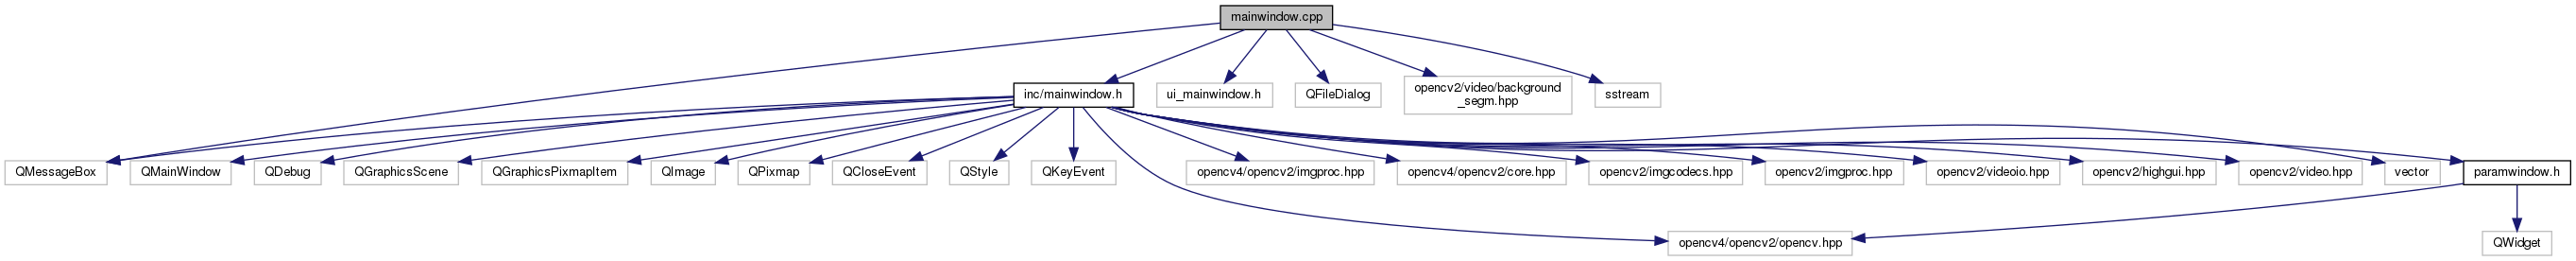 mainwindow.cpp
inc/mainwindow.h
ui_mainwindow.h
QFileDialog
opencv2/video/background
_segm.hpp
sstream
QMessageBox
QMainWindow
QDebug
QGraphicsScene
QGraphicsPixmapItem
QImage
QPixmap
QCloseEvent
QStyle
QKeyEvent
opencv4/opencv2/imgproc.hpp
opencv4/opencv2/core.hpp
opencv2/imgcodecs.hpp
opencv2/imgproc.hpp
opencv2/videoio.hpp
opencv2/highgui.hpp
opencv2/video.hpp
vector
paramwindow.h
opencv4/opencv2/opencv.hpp
QWidget